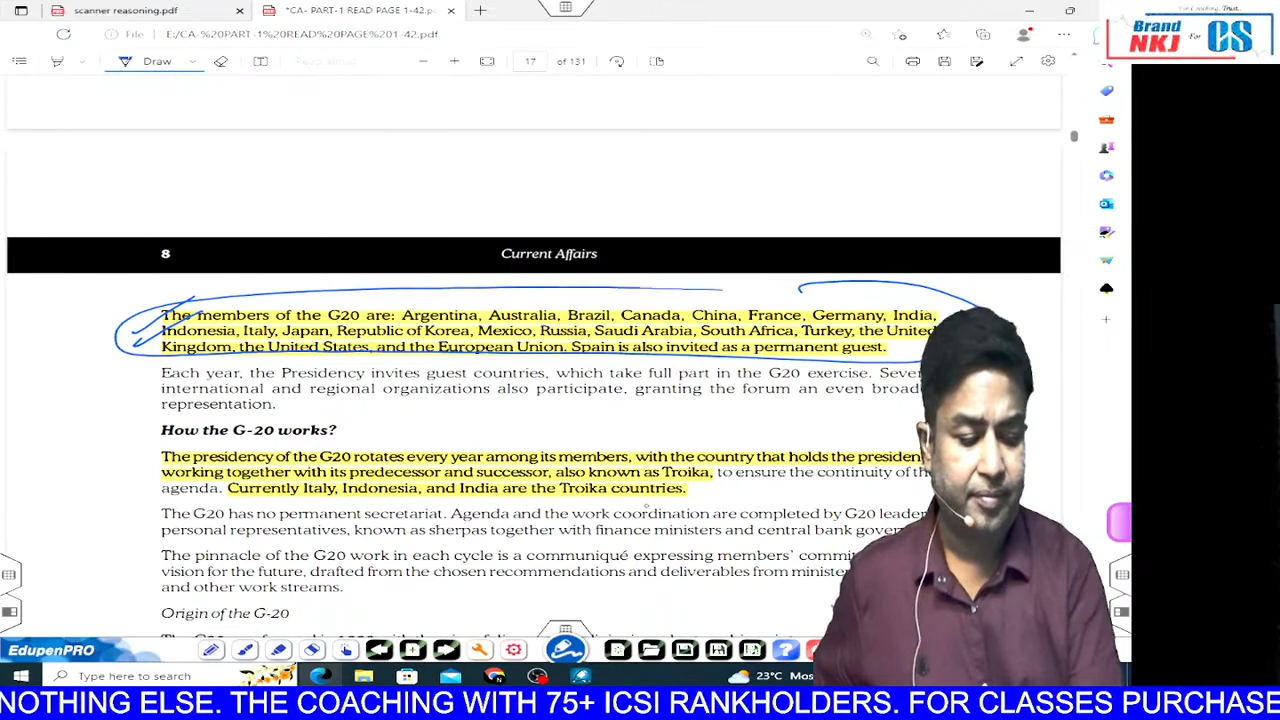 scanner reasoning.pdf
*CA- PART-1 READ PAGE 1-42.pc
For Coaching, Trust.
File
E:/CA-%20PART-1%20READ%20PAGE%201-42.pdf
Brand
NKJ
For
CS
Draw
17 of 131
8
Current Affairs
The members of the G20 are: Argentina, Australia, Brazil, Canada, China, France, Germany, India,
Indonesia, Italy, Japan, Republic of Korea, Mexico, Russia, Saudi Arabia, South Africa, Turkey, the United
Kingdom, the United States, and the European Union. Spain is also invited as a permanent guest.
Each year, the Presidency invites guest countries, which take full part in the G20 exercise. Sever
international and regional organizations also participate, granting the forum an even broad
representation.
How the G-20 works?
The presidency of the G20 rotates every year among its members, with the country that holds the presiden
working together with its predecessor and successor, also known as Troika, to ensure the continuity of th
agenda. Currently Italy, Indonesia, and India are the Troika countries.
The G20 has no permanent secretariat. Agenda and the work coordination are completed by G20 leader
personal representatives, known as sherpas together with finance ministers and central bank gover
The pinnacle of the G20 work in each cycle is a communiqué expressing members' commi
vision for the future, drafted from the chosen recommendations and deliverables from minister
and other work streams.
Origin of the G-20
EdupenPRO
Type here to search
23°C Mos
NOTHING ELSE. THE COACHING WITH 75+ ICSI RANKHOLDERS. FOR CLASSES PURCHASE